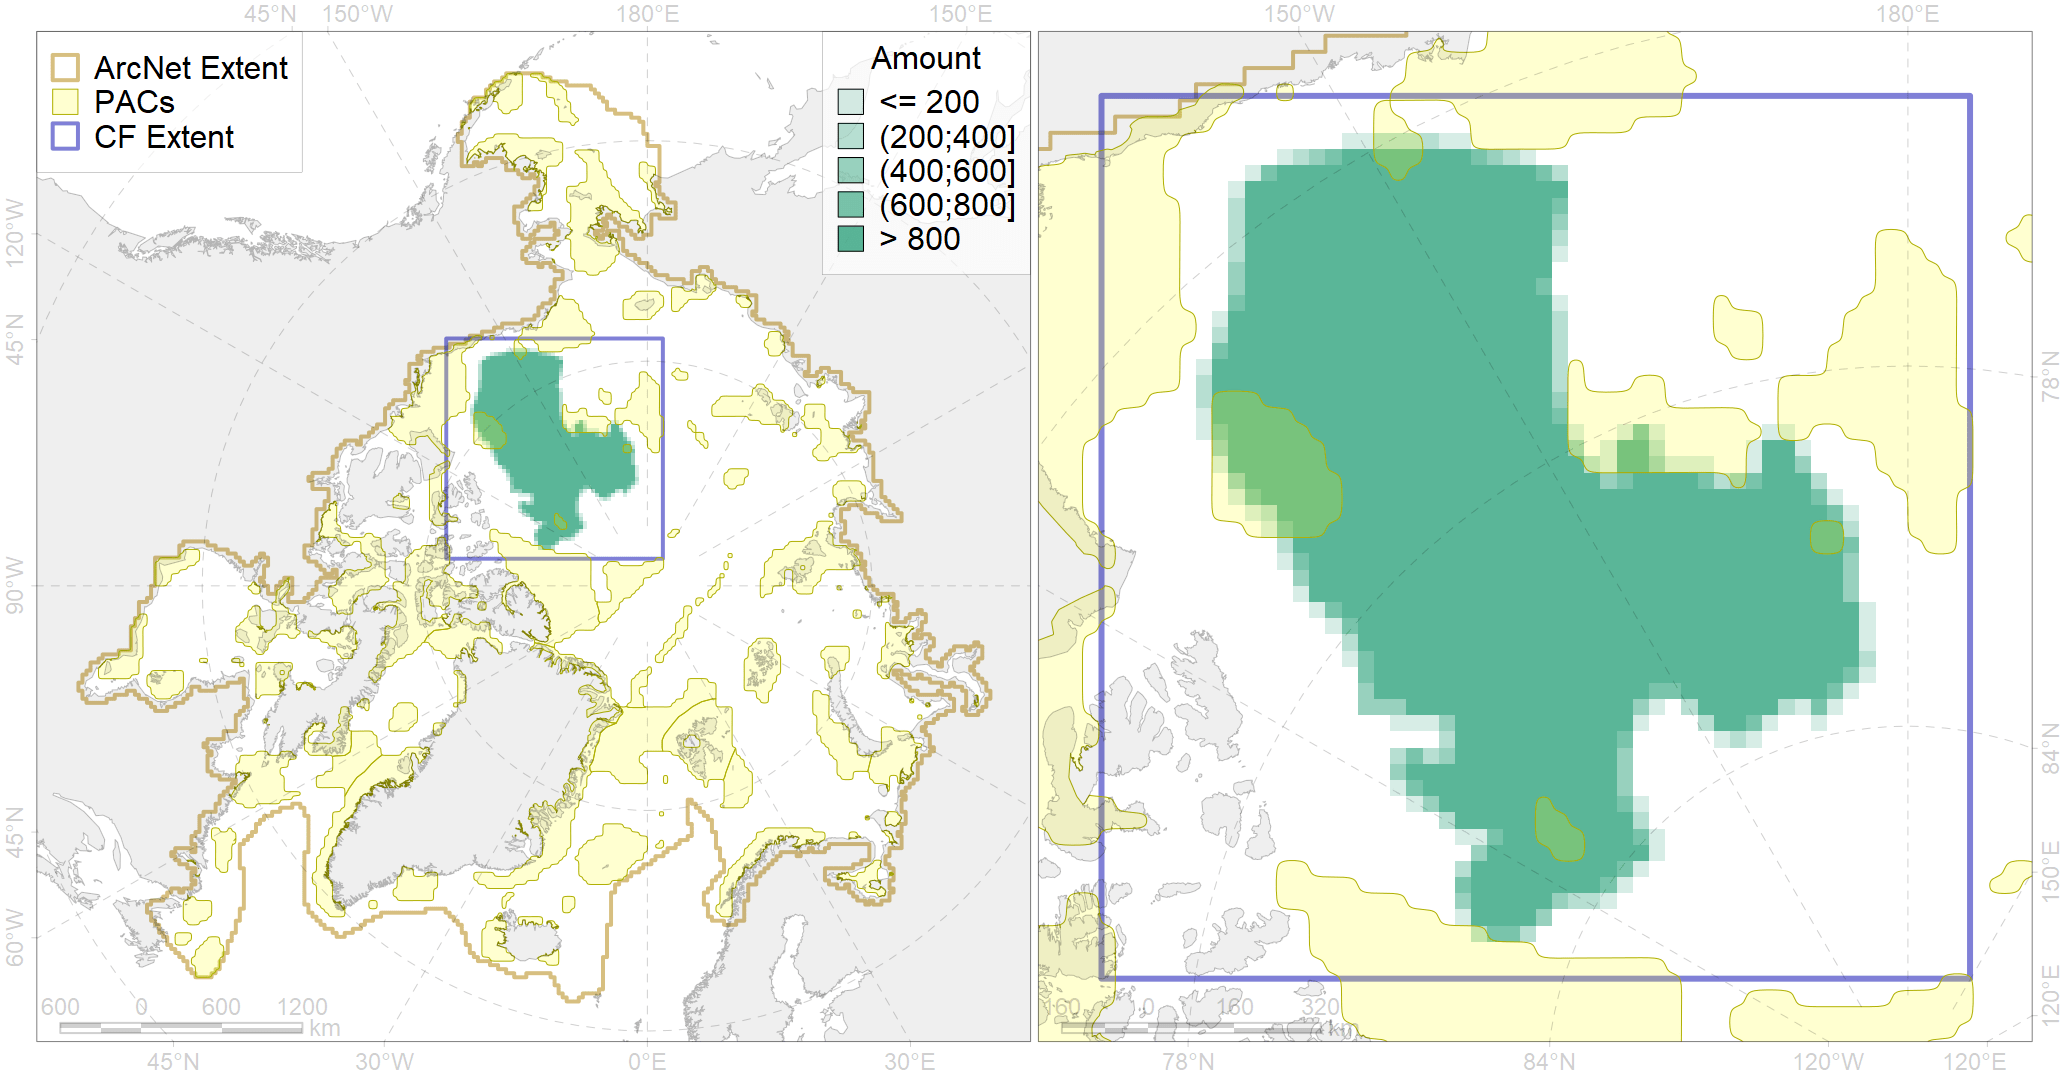 45°N 150°W 180°E 150°E 150°W 180°E
ArcNet Extent
PACs
CF Extent
Amount
<= 200
(200;400]
(400;600]
(600;800]
> 800
120°W
45°N
90°W
45°N
60°W
78°N
84°N
150°E
120°E
600 0 600 1200
km
160 0 160 320
km
45°N 30°W 0°E 30°E 78°N 84°N 120°W 120°E